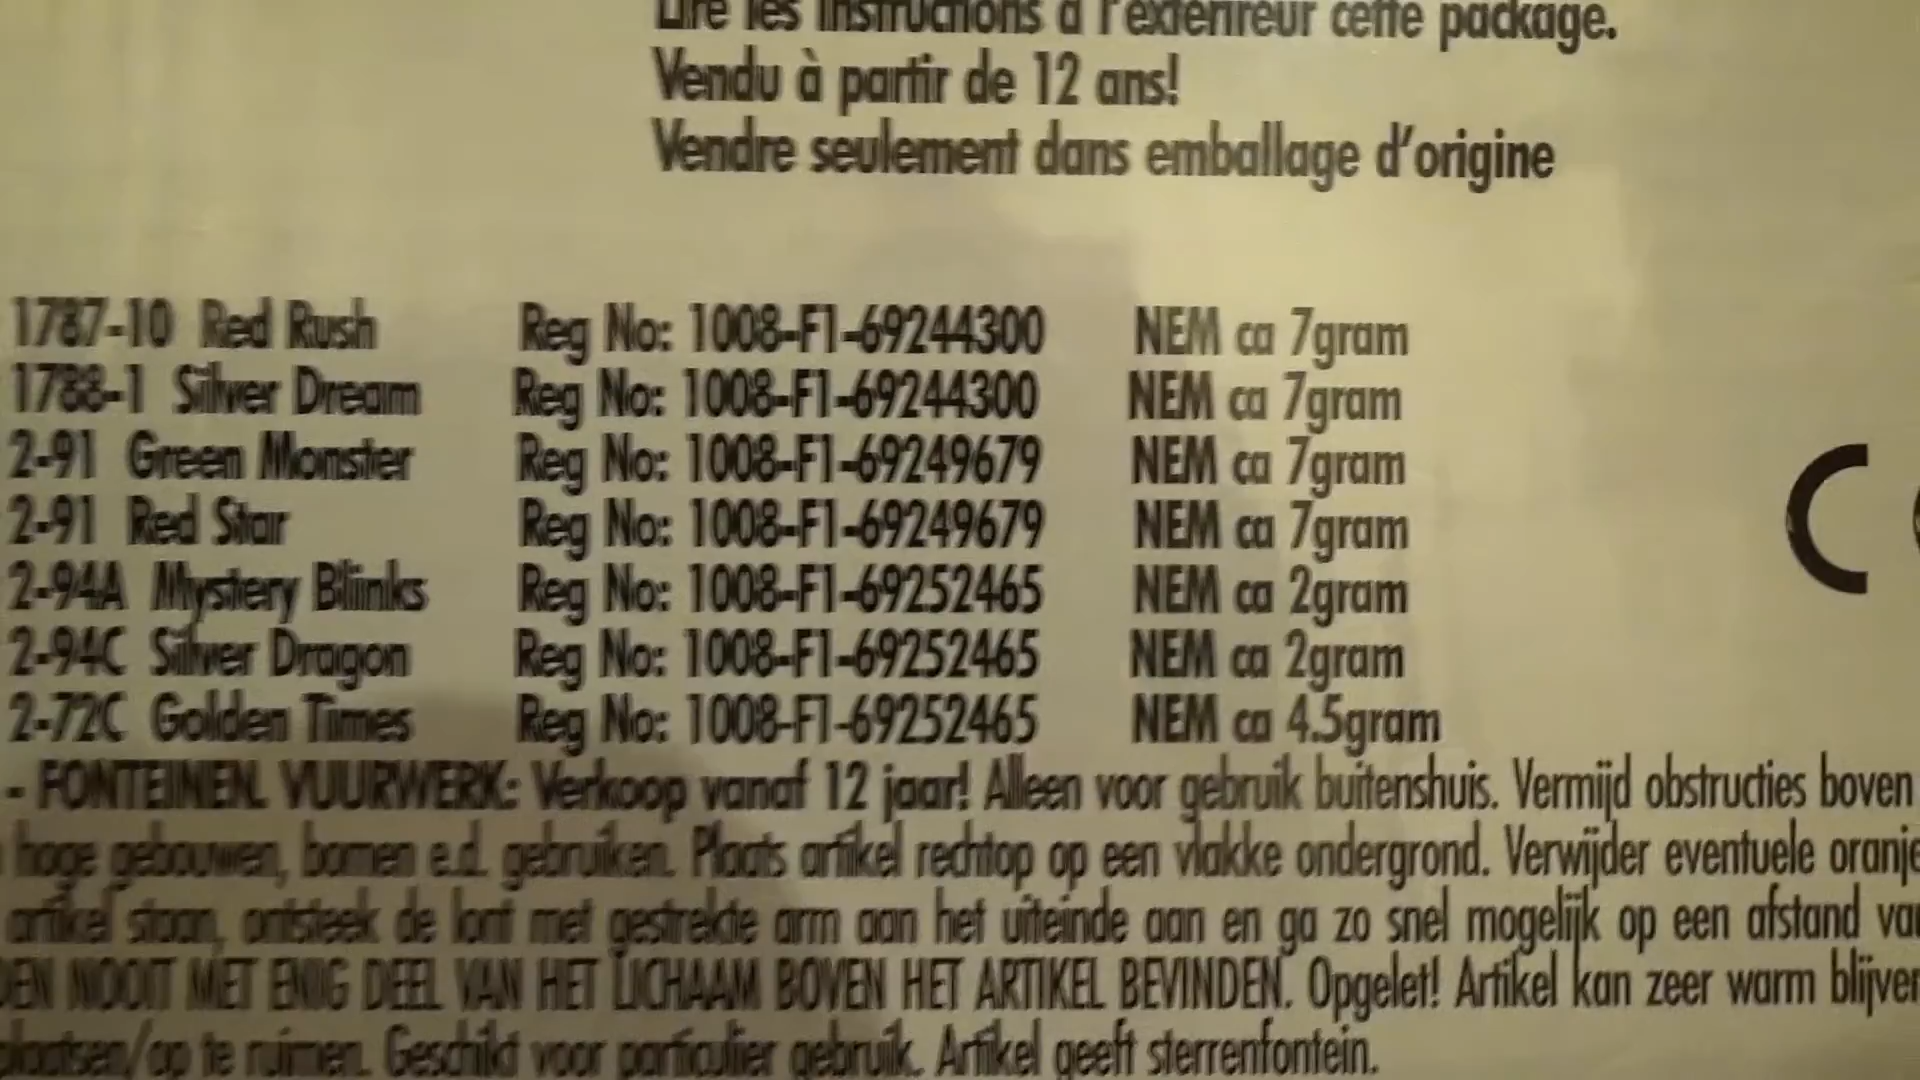 Lire les instructions à l'extérireur cette package.
Vendu à partir de 12 ans!
Vendre seulement dans emballage d'origine
1787-10 Red Rush Reg No: 1008-F1-69244300 NEM ca 7gram
1788-1 Silver Dream Reg No: 1008-F1-69244300 NEM ca 7gram
2-91 Green Monster Reg No: 1008-F1-69249679 NEM ca 7gram
2-91 Red Star Reg No: 1008-F1-69249679 NEM ca 7gram
2-94A Mystery Blinks Reg No: 1008-F1-69252465 NEM ca 2gram
2-94C Silver Dragon Reg No: 1008-F1-69252465 NEM ca 2gram
2-72C Golden Times Reg No: 1008-F1-69252465 NEM ca 4.5gram
- FONTEINEN. VUURWERK: Verkoop vanaf 12 jaar! Alleen voor gebruik buitenshuis. Vermijd obstructies boven
hoge gebouwen, bomen e.d. gebruiken. Plaats artikel rechtop op een vlakke ondergrond. Verwijder eventuele oranje
artikel staan, ontsteek de lont met gestrekte arm aan het uiteinde aan en ga zo snel mogelijk op een afstand
NOOIT MET ENIG DEEL VAN HET LICHAAM BOVEN HET ARTIKEL BEVINDEN. Opgelet! Artikel kan zeer warm blijven
plaatsen/op te ruimen. Geschikt voor particulier gebruik. Artikel geeft sterrenfontein.